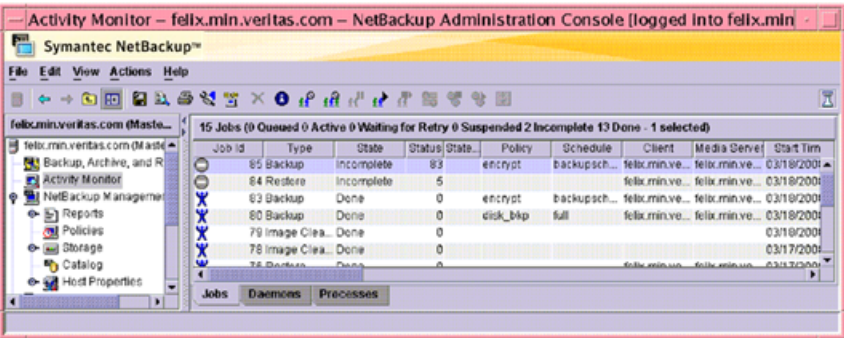 Activity Monitor – felix.min.veritas.com – NetBackup Administration Console [logged into felix.min
Symantec NetBackup™
File Edit View Actions Help
felix.min.veritas.com (Maste...
felix.min.veritas.com (Maste
Backup, Archive, and R
Activity Monitor
NetBackup Managemen
Reports
Policies
Storage
Catalog
Host Properties
15 Jobs (0 Queued 0 Active 0 Waiting for Retry 0 Suspended 2 Incomplete 13 Done - 1 selected)
Job Id Type State Status State... Policy Schedule Client Media Server Start Tim
85 Backup Incomplete 83 encrypt backupsch... felix.min.ve... felix.min.ve... 03/18/200
84 Restore Incomplete 5 felix.min.ve... felix.min.ve... 03/18/200
83 Backup Done 0 encrypt backupsch... felix.min.ve... felix.min.ve... 03/18/200
80 Backup Done 0 disk_bkp full felix.min.ve... felix.min.ve... 03/18/200
79 Image Clea... Done 0 03/18/200
78 Image Clea... Done 0 03/17/200
Jobs Daemons Processes